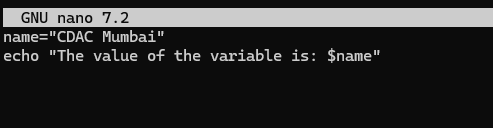 GNU nano 7.2
name="CDAC Mumbai"
echo "The value of the variable is: $name"